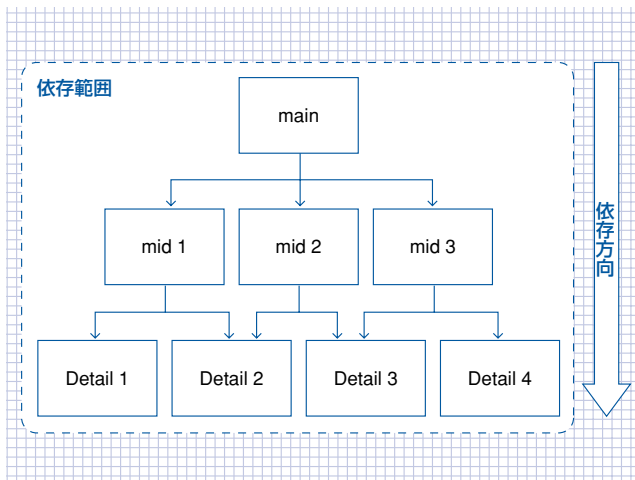 依存範囲
main
mid 1
mid 2
mid 3
Detail 1
Detail 2
Detail 3
Detail 4
依存方向